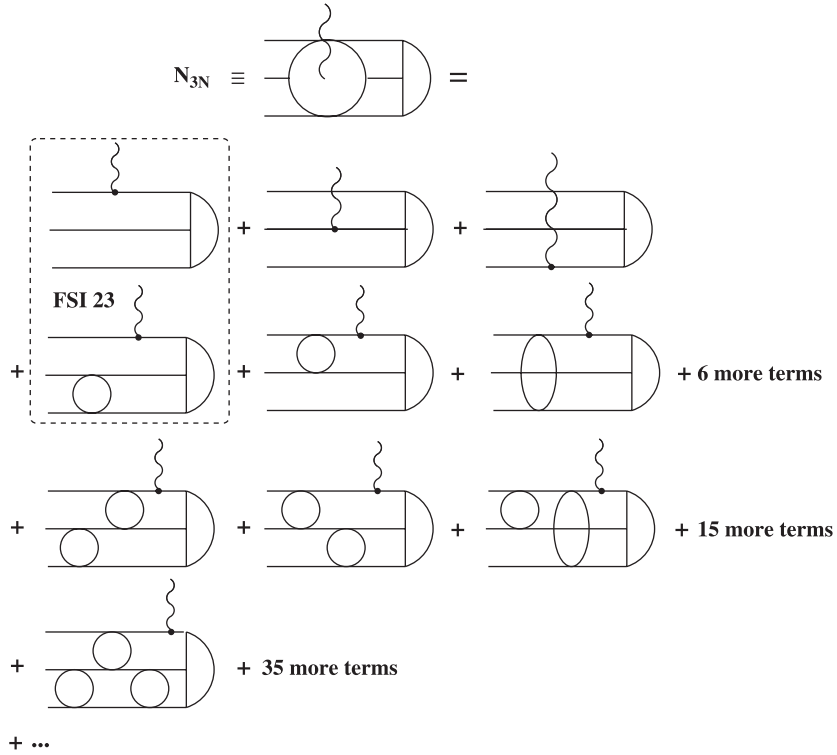 N3N ≡ =
+ +
FSI 23
+ + + + 6 more terms
+ + + + 15 more terms
+ + 35 more terms
+ ...